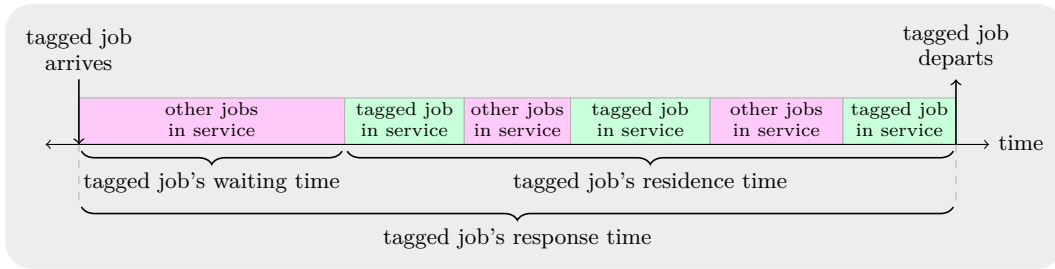 tagged job
arrives
tagged job
departs
other jobs
in service
tagged job
in service
other jobs
in service
tagged job
in service
other jobs
in service
tagged job
in service
time
tagged job's waiting time
tagged job's residence time
tagged job's response time